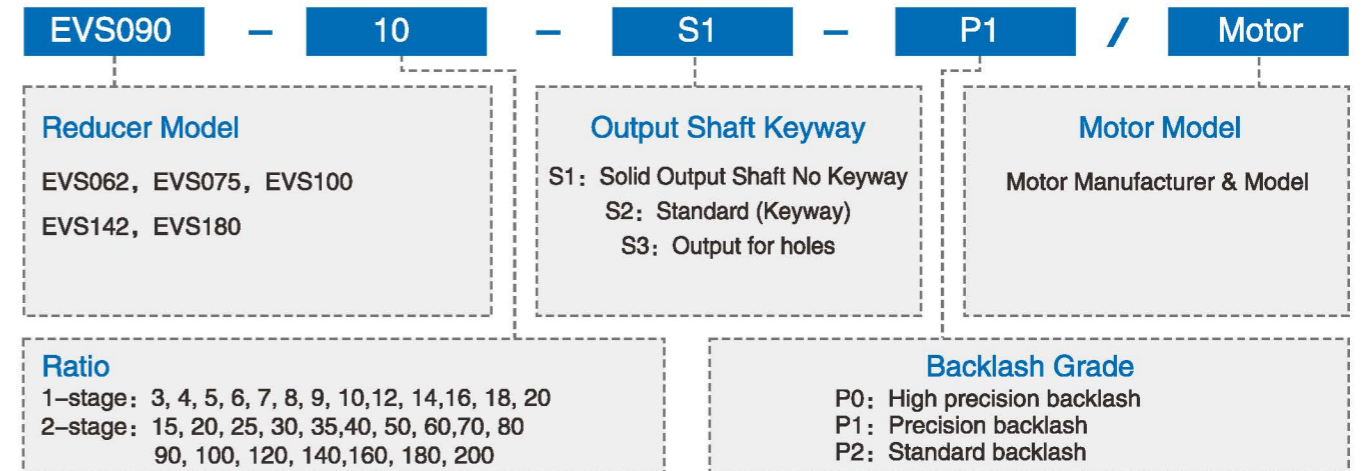 EVS090 – 10 – S1 – P1 / Motor
Reducer Model
EVS062, EVS075, EVS100
EVS142, EVS180
Output Shaft Keyway
S1: Solid Output Shaft No Keyway
S2: Standard (Keyway)
S3: Output for holes
Motor Model
Motor Manufacturer & Model
Ratio
1–stage: 3, 4, 5, 6, 7, 8, 9, 10,12, 14,16, 18, 20
2–stage: 15, 20, 25, 30, 35,40, 50, 60,70, 80
90, 100, 120, 140,160, 180, 200
Backlash Grade
P0: High precision backlash
P1: Precision backlash
P2: Standard backlash